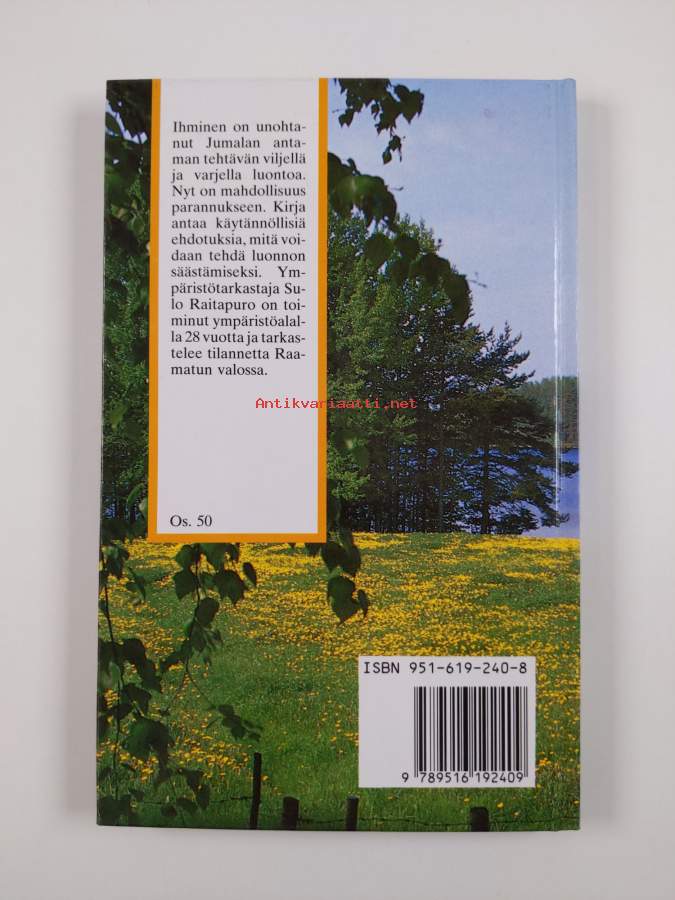 Ihminen on unohta-
nut Jumalan anta-
man tehtävän viljellä
ja varjella luontoa.
Nyt on mahdollisuus
parannukseen. Kirja
antaa käytännöllisiä
ehdotuksia, mitä voi-
daan tehdä luonnon
säästämiseksi. Ym-
päristötarkastaja Su-
lo Raitapuro on toi-
minut ympäristöalal-
la 28 vuotta ja tarkas-
telee tilannetta Raa-
matun valossa.
Antikvariaatti.net
Os. 50
ISBN 951-619-240-8
9 789516 192409